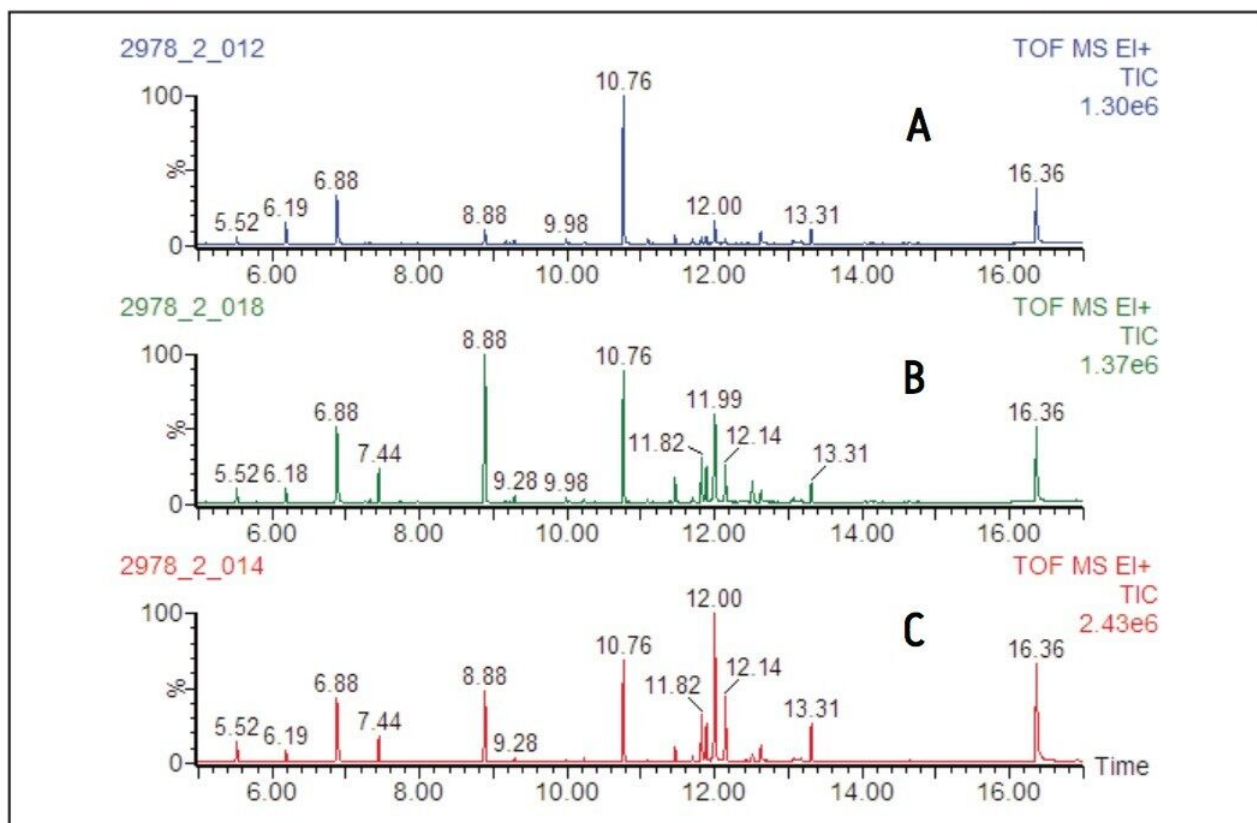 2978_2_012
TOF MS EI+
TIC
1.30e6
A
100
%
0
5.52
6.19
6.88
8.88
9.98
10.76
12.00
13.31
16.36
6.00 8.00 10.00 12.00 14.00 16.00
2978_2_018
TOF MS EI+
TIC
1.37e6
B
100
%
0
5.52
6.18
6.88
7.44
8.88
9.28
9.98
10.76
11.82
11.99
12.14
13.31
16.36
6.00 8.00 10.00 12.00 14.00 16.00
2978_2_014
TOF MS EI+
TIC
2.43e6
C
100
%
0
5.52
6.19
6.88
7.44
8.88
9.28
10.76
11.82
12.00
12.14
13.31
16.36
Time
6.00 8.00 10.00 12.00 14.00 16.00